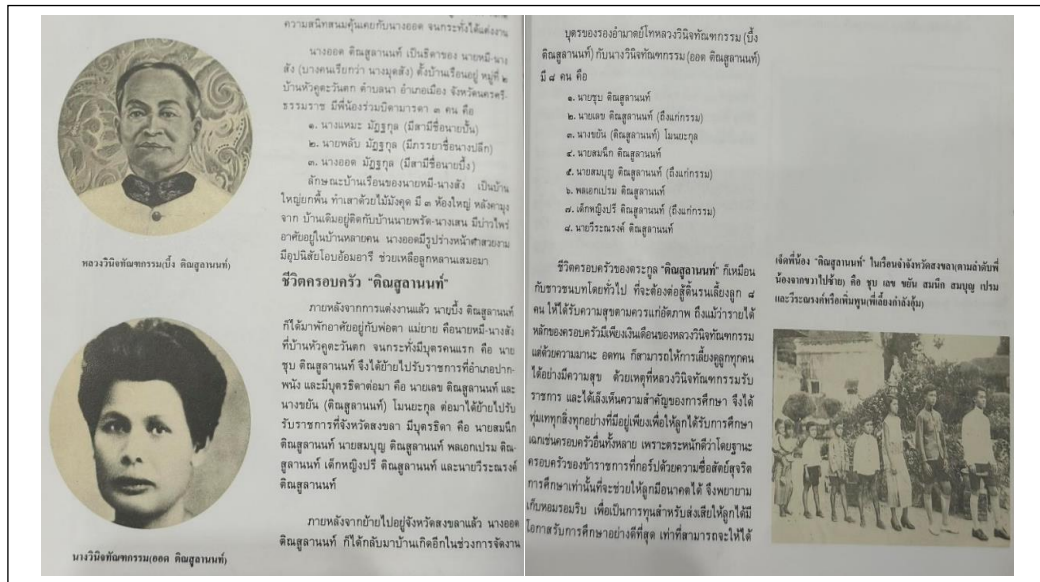 ความสนิทสนมคุ้นเคยกับนางออด จนกระทั่งได้แต่งงาน
นางออด ติณสูลานนท์ เป็นธิดาของ นายหมี-นาง
สัง (บางคนเรียกว่า นางมุดสัง) ตั้งบ้านเรือนอยู่ หมู่ที่ ๒
บ้านหัวคูตะวันตก ตำบลนา อำเภอเมือง จังหวัดนครศรี-
ธรรมราช มีพี่น้องร่วมบิดามารดา ๓ คน คือ
๑. นางแหมะ มัฏฐกุล (มีสามีชื่อนายปั้น)
๒. นายพลับ มัฏฐกุล (มีภรรยาชื่อนางปลีก)
๓. นางออด มัฏฐกุล (มีสามีชื่อนายบึ้ง)
ลักษณะบ้านเรือนของนายหมี-นางสัง เป็นบ้าน
ใหญ่ยกพื้น ทำเสาด้วยไม้มังคุด มี ๓ ห้องใหญ่ หลังคามุง
จาก บ้านเดิมอยู่ติดกับบ้านนายพรัด-นางเสน มีบ่าวไพร่
อาศัยอยู่ในบ้านหลายคน นางออดมีรูปร่างหน้าตาสวยงาม
มีอุปนิสัยโอบอ้อมอารี ช่วยเหลือลูกหลานเสมอมา
หลวงวินิจทัณฑกรรม(บึ้ง ติณสูลานนท์)
ชีวิตครอบครัว "ติณสูลานนท์"
ภายหลังจากการแต่งงานแล้ว นายบึ้ง ติณสูลานนท์
ก็ได้มาพักอาศัยอยู่กับพ่อตา แม่ยาย คือนายหมี-นางสัง
ที่บ้านหัวคูตะวันตก จนกระทั่งมีบุตรคนแรก คือ นาย
ชุบ ติณสูลานนท์ จึงได้ย้ายไปรับราชการที่อำเภอปาก-
พนัง และมีบุตรธิดาต่อมา คือ นายเลข ติณสูลานนท์ และ
นางขยัน (ติณสูลานนท์) โมนยะกุล ต่อมาได้ย้ายไปรับ
รับราชการที่จังหวัดสงขลา มีบุตรธิดา คือ นายสมนึก
ติณสูลานนท์ นายสมบุญ ติณสูลานนท์ พลเอกเปรม ติณ-
สูลานนท์ เด็กหญิงปรี ติณสูลานนท์ และนายวีระณรงค์
ติณสูลานนท์
ภายหลังจากย้ายไปอยู่จังหวัดสงขลาแล้ว นางออด
ติณสูลานนท์ ก็ได้กลับมาบ้านเกิดอีกในช่วงการจัดงาน
นางวินิจทัณฑกรรม(ออด ติณสูลานนท์)
บุตรของรองอำมาตย์โทหลวงวินิจทัณฑกรรม (บึ้ง
ติณสูลานนท์) กับนางวินิจทัณฑกรรม (ออด ติณสูลานนท์)
มี ๘ คน คือ
๑. นายชุบ ติณสูลานนท์
๒. นายเลข ติณสูลานนท์ (ถึงแก่กรรม)
๓. นางขยัน (ติณสูลานนท์) โมนยะกุล
๔. นายสมนึก ติณสูลานนท์
๕. นายสมบุญ ติณสูลานนท์ (ถึงแก่กรรม)
๖. พลเอกเปรม ติณสูลานนท์
๗. เด็กหญิงปรี ติณสูลานนท์ (ถึงแก่กรรม)
๘. นายวีระณรงค์ ติณสูลานนท์
ชีวิตครอบครัวของตระกูล "ติณสูลานนท์" ก็เหมือน
กับชาวชนบทโดยทั่วไป ที่จะต้องต่อสู้ดิ้นรนเลี้ยงลูก ๘
คน ให้ได้รับความสุขตามควรแก่อัตภาพ ถึงแม้ว่ารายได้
หลักของครอบครัวมีเพียงเงินเดือนของหลวงวินิจทัณฑกรรม
แต่ด้วยความมานะ อดทน ก็สามารถให้การเลี้ยงดูลูกทุกคน
ได้อย่างมีความสุข ด้วยเหตุที่หลวงวินิจทัณฑกรรมรับ
ราชการ และได้เล็งเห็นความสำคัญของการศึกษา จึงได้
ทุ่มเททุกสิ่งทุกอย่างที่มีอยู่เพียงเพื่อให้ลูกได้รับการศึกษา
เฉกเช่นครอบครัวอื่นทั้งหลาย เพราะตระหนักดีว่าโดยฐานะ
ครอบครัวของข้าราชการที่กอร์ปด้วยความซื่อสัตย์สุจริต
การศึกษาเท่านั้นที่จะช่วยให้ลูกมีอนาคตได้ จึงพยายาม
เก็บหอมรอมริบ เพื่อเป็นการทุนสำหรับส่งเสียให้ลูกได้มี
โอกาสรับการศึกษาอย่างดีที่สุด เท่าที่สามารถจะให้ได้
เจ็ดพี่น้อง "ติณสูลานนท์" ในเรือนจำจังหวัดสงขลา(ตามลำดับพี่
น้องจากขวาไปซ้าย) คือ ชุบ เลข ขยัน สมนึก สมบุญ เปรม
และวีระณรงค์หรือเพิ่มพูน(พี่เลี้ยงกำลังอุ้ม)